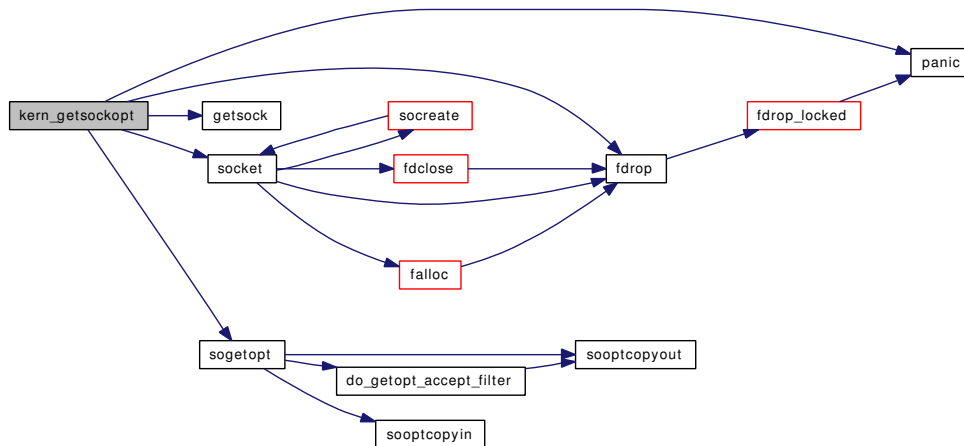 panic
kern_getsockopt
getsock
socreate
fdrop_locked
socket
fdclose
fdrop
falloc
sogetopt
sooptcopyout
do_getopt_accept_filter
sooptcopyin